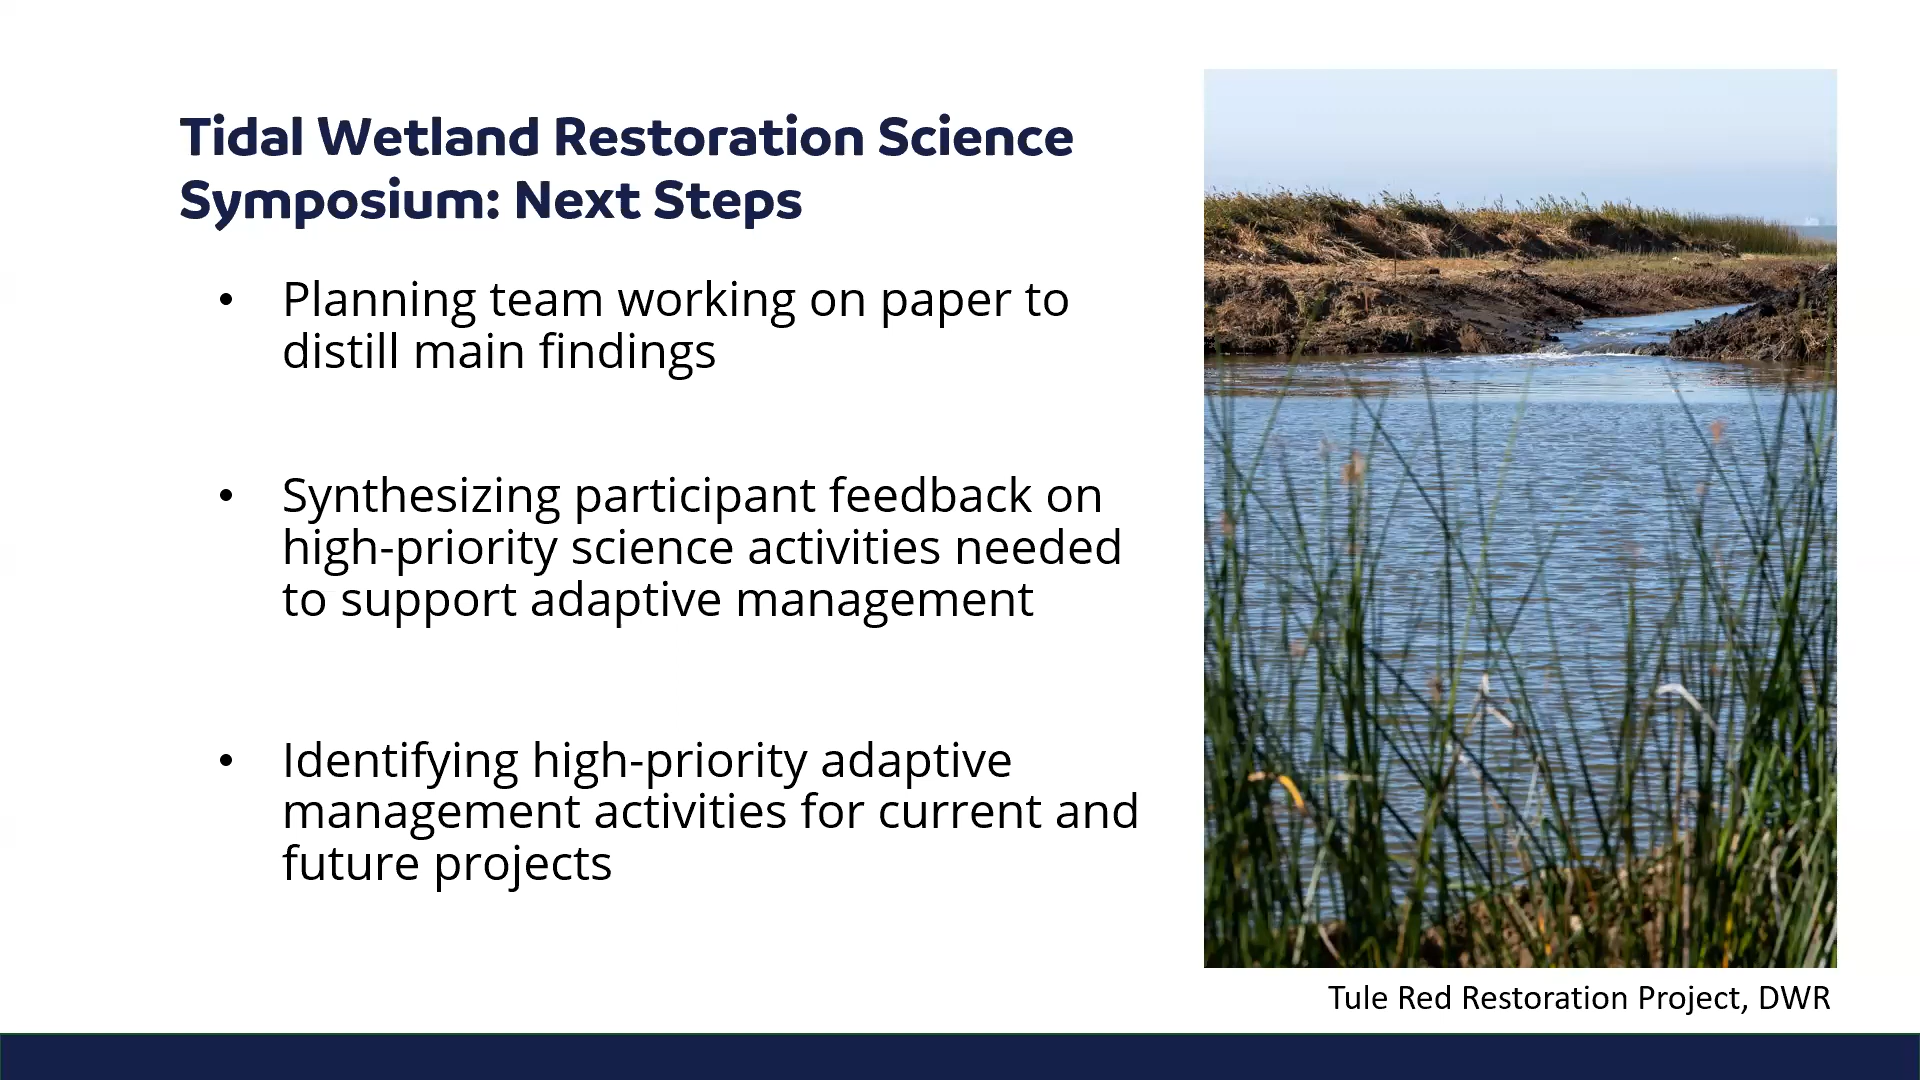 Tidal Wetland Restoration Science
Symposium: Next Steps
• Planning team working on paper to
distill main findings
• Synthesizing participant feedback on
high-priority science activities needed
to support adaptive management
• Identifying high-priority adaptive
management activities for current and
future projects
Tule Red Restoration Project, DWR